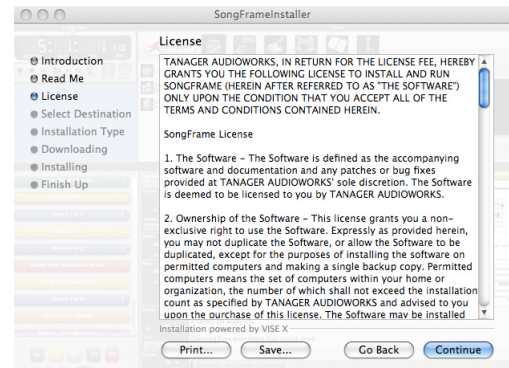 SongFrameInstaller
License
Introduction
Read Me
License
Select Destination
Installation Type
Downloading
Installing
Finish Up
TANAGER AUDIOWORKS, IN RETURN FOR THE LICENSE FEE, HEREBY
GRANTS YOU THE FOLLOWING LICENSE TO INSTALL AND RUN
SONGFRAME (HEREIN AFTER REFERRED TO AS "THE SOFTWARE")
ONLY UPON THE CONDITION THAT YOU ACCEPT ALL OF THE
TERMS AND CONDITIONS CONTAINED HEREIN.
SongFrame License
1. The Software – The Software is defined as the accompanying
software and documentation and any patches or bug fixes
provided at TANAGER AUDIOWORKS' sole discretion. The Software
is deemed to be licensed to you by TANAGER AUDIOWORKS.
2. Ownership of the Software – This license grants you a non-
exclusive right to use the Software. Expressly as provided herein,
you may not duplicate the Software, or allow the Software to be
duplicated, except for the purposes of installing the software on
permitted computers and making a single backup copy. Permitted
computers means the set of computers within your home or
organization, the number of which shall not exceed the installation
count as specified by TANAGER AUDIOWORKS and advised to you
upon the purchase of this license. The Software may be installed
Installation powered by VISE X
Print...
Save...
Go Back
Continue